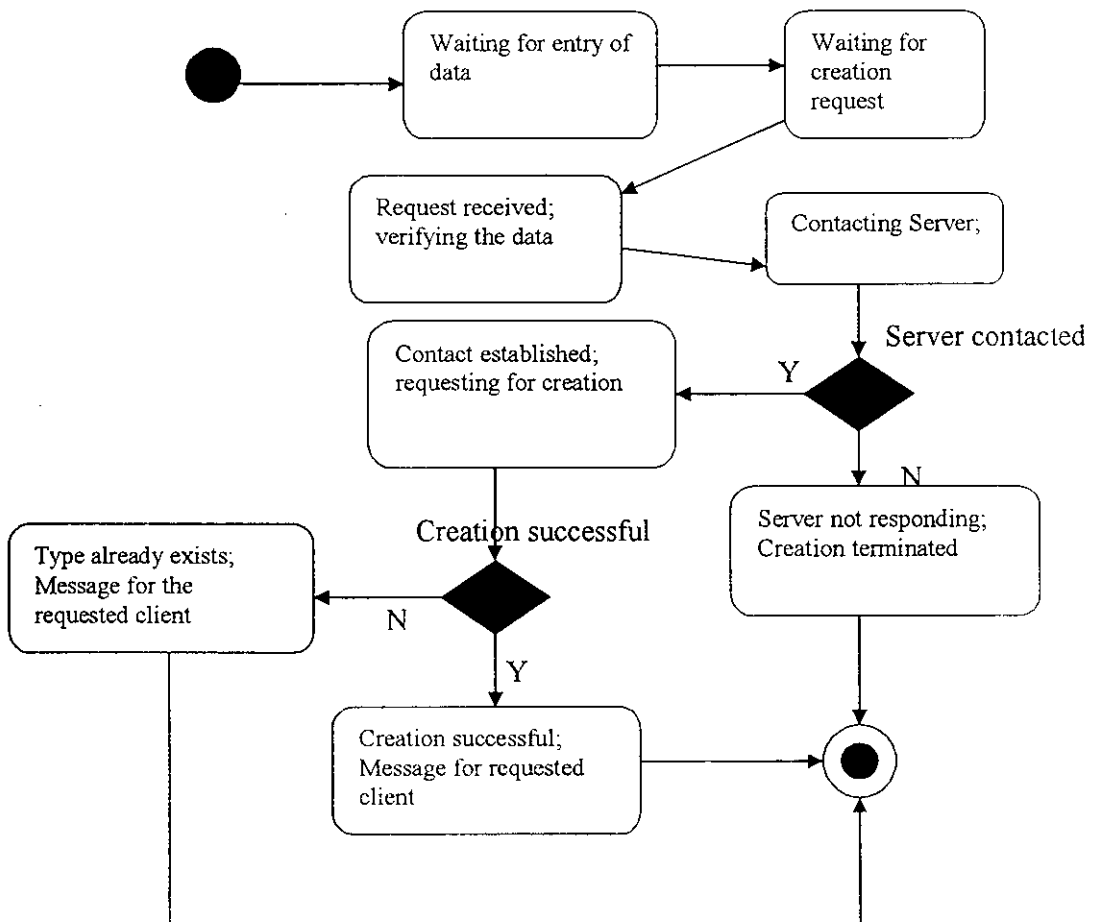 Waiting for entry of
data
Waiting for
creation
request
Request received;
verifying the data
Contacting Server;
Server contacted
Y
Contact established;
requesting for creation
N
Server not responding;
Creation terminated
Creation successful
Type already exists;
Message for the
requested client
N
Y
Creation successful;
Message for requested
client